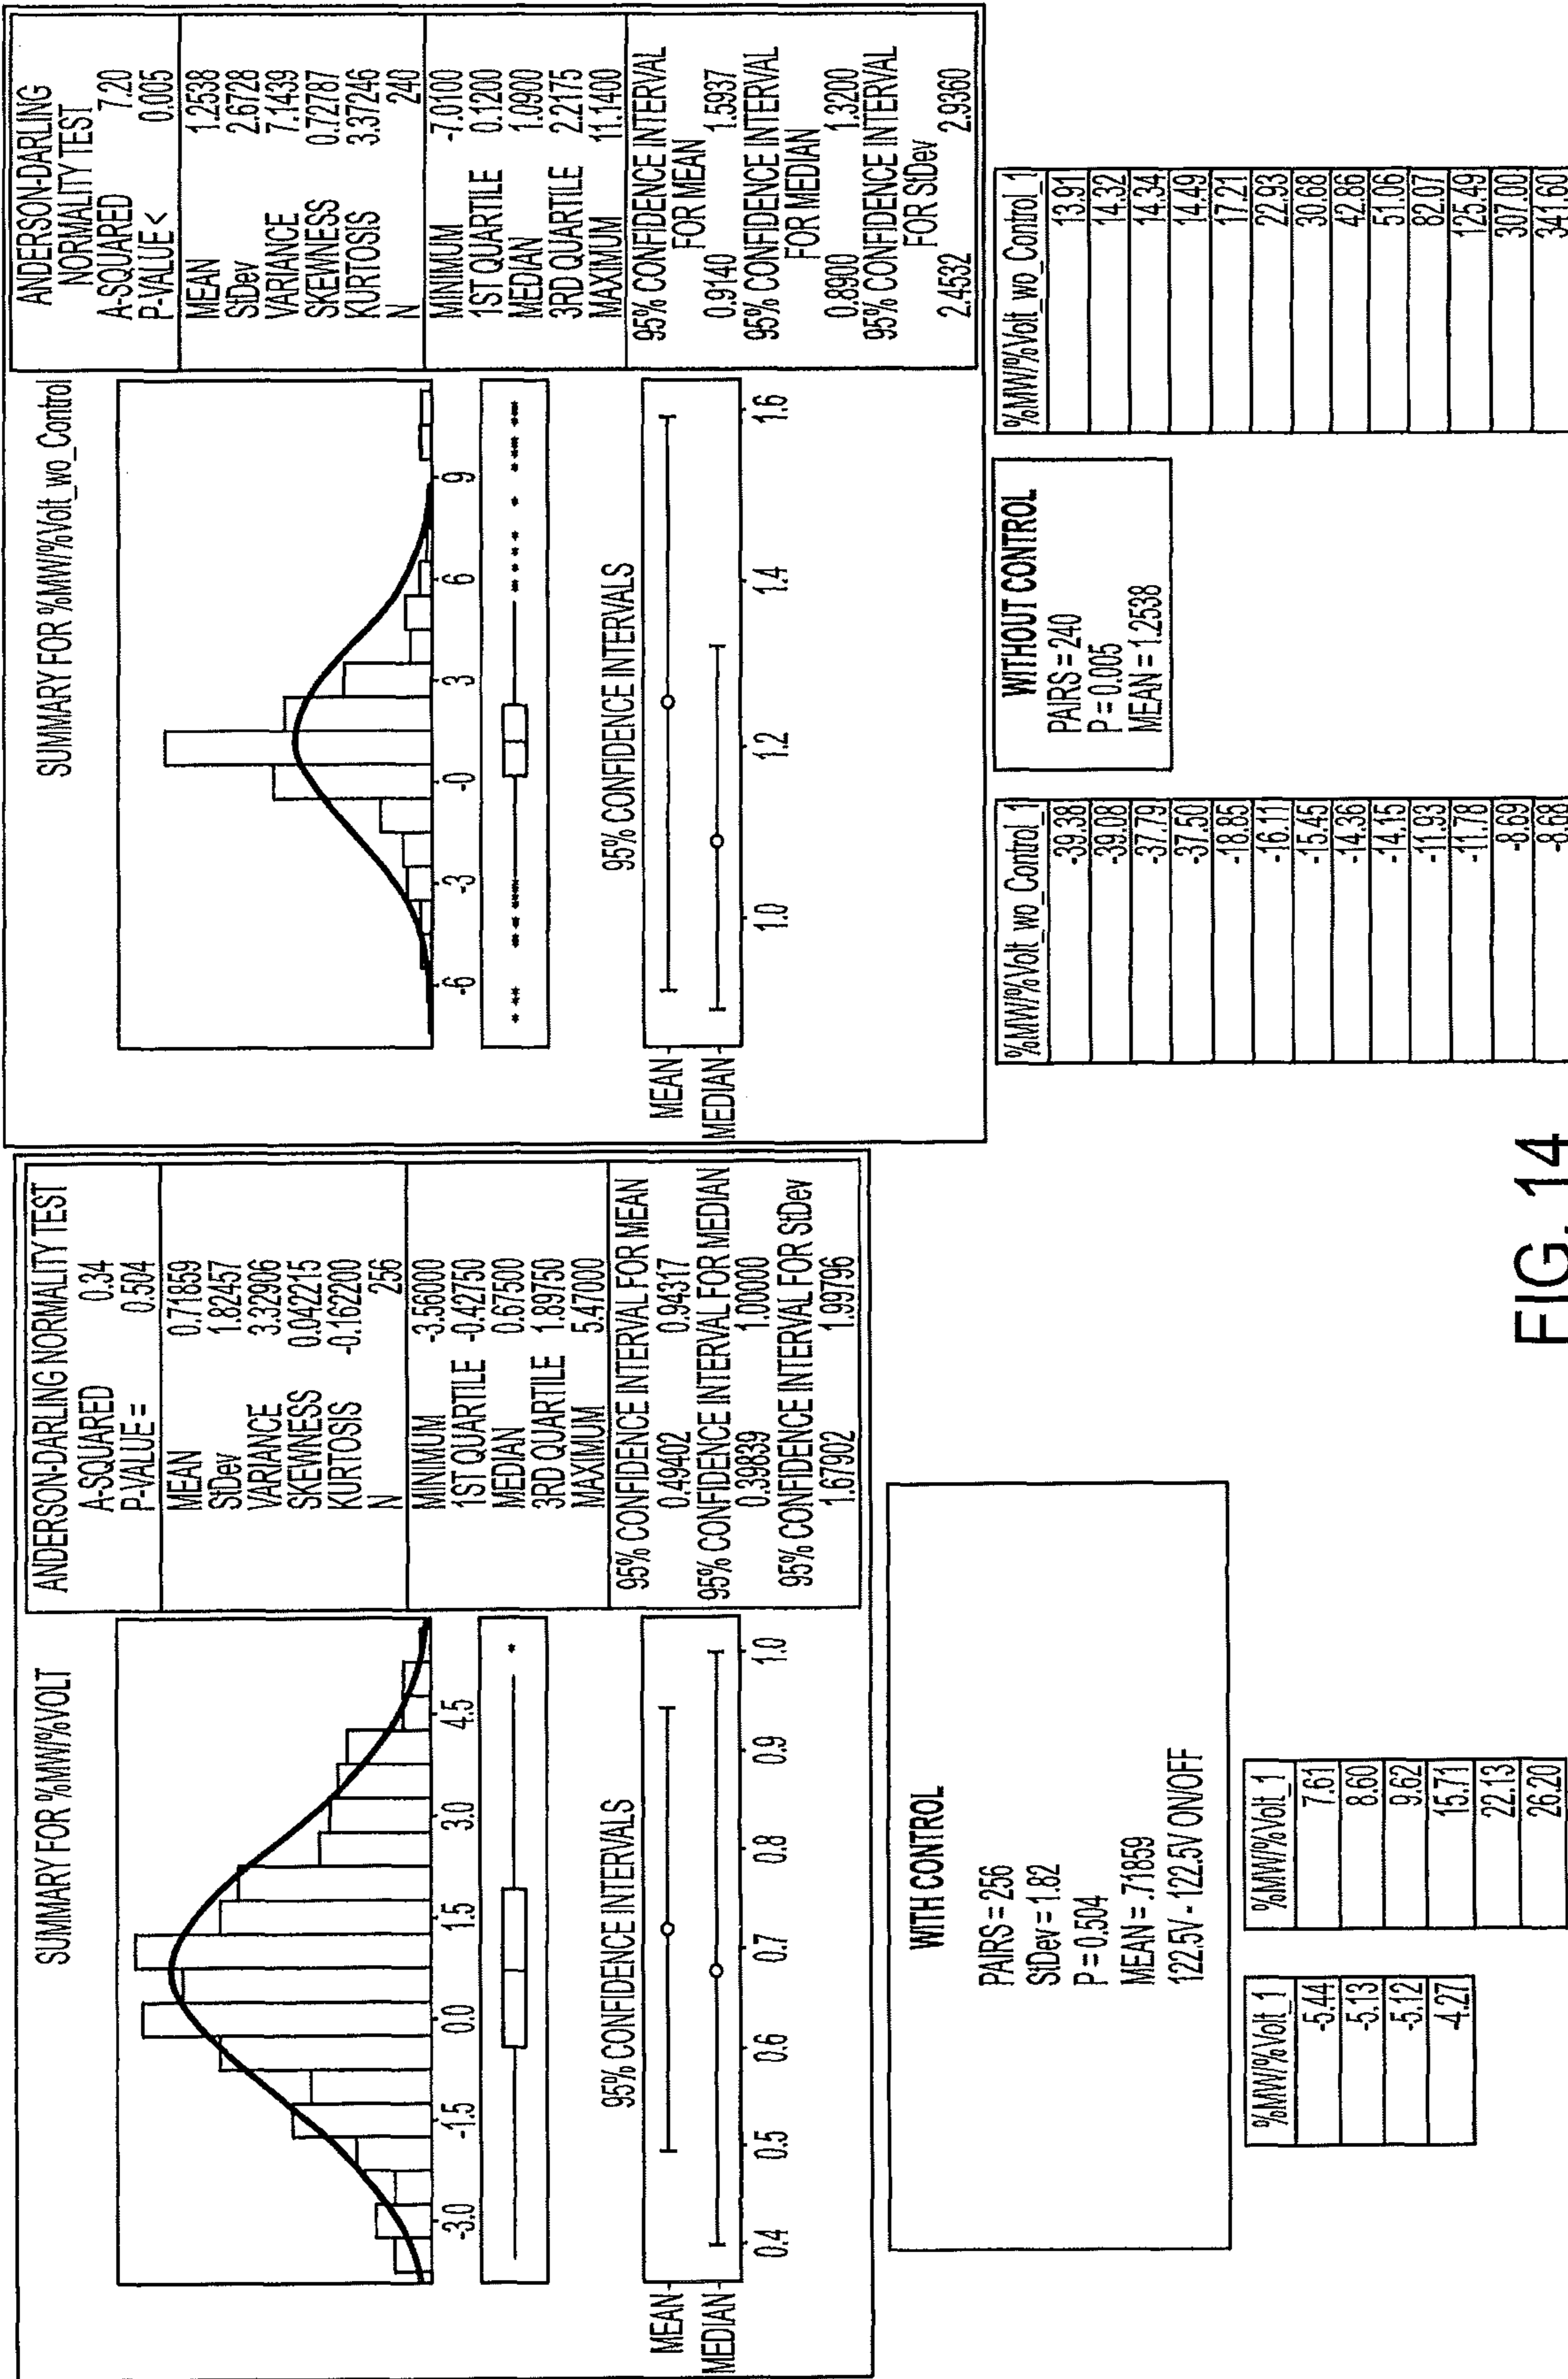 SUMMARY FOR %MW/%VOLT
-3.0 -1.5 0.0 1.5 3.0 4.5
95% CONFIDENCE INTERVALS
MEAN
MEDIAN
0.4 0.5 0.6 0.7 0.8 0.9 1.0
ANDERSON-DARLING NORMALITY TEST
A-SQUARED 0.34
P-VALUE = 0.504
MEAN 0.71859
StDev 1.82457
VARIANCE 3.32906
SKEWNESS 0.042215
KURTOSIS -0.162200
N 256
MINIMUM -3.56000
1ST QUARTILE -0.42750
MEDIAN 0.67500
3RD QUARTILE 1.89750
MAXIMUM 5.47000
95% CONFIDENCE INTERVAL FOR MEAN
0.49402 0.94317
95% CONFIDENCE INTERVAL FOR MEDIAN
0.39839 1.00000
95% CONFIDENCE INTERVAL FOR StDev
1.67902 1.99796
WITH CONTROL
PAIRS = 256
StDev = 1.82
P = 0.504
MEAN = .71859
122.5V - 122.5V ON/OFF
%MW/%Volt_1
-5.44
-5.13
-5.12
-4.27
%MW/%Volt_1
7.61
8.60
9.62
15.71
22.13
26.20
SUMMARY FOR %MW/%Volt_wo_Control
-6 -3 -0 3 6 9
95% CONFIDENCE INTERVALS
MEAN
MEDIAN
1.0 1.2 1.4 1.6
ANDERSON-DARLING
NORMALITY TEST
A-SQUARED 7.20
P-VALUE < 0.005
MEAN 1.2538
StDev 2.6728
VARIANCE 7.1439
SKEWNESS 0.72787
KURTOSIS 3.37246
N 240
MINIMUM -7.0100
1ST QUARTILE 0.1200
MEDIAN 1.0900
3RD QUARTILE 2.2175
MAXIMUM 11.1400
95% CONFIDENCE INTERVAL
FOR MEAN
0.9140 1.5937
95% CONFIDENCE INTERVAL
FOR MEDIAN
0.8900 1.3200
95% CONFIDENCE INTERVAL
FOR StDev
2.4532 2.9360
%MW/%Volt_wo_Control_1
-39.38
-39.08
-37.79
-37.50
-18.85
-16.11
-15.45
-14.36
-14.15
-11.93
-11.78
-8.69
-8.68
WITHOUT CONTROL
PAIRS = 240
P = 0.005
MEAN = 1.2538
%MW/%Volt_wo_Control_1
13.91
14.32
14.34
14.49
17.21
22.93
30.68
42.86
51.06
82.07
125.49
307.00
341.60
FIG. 14